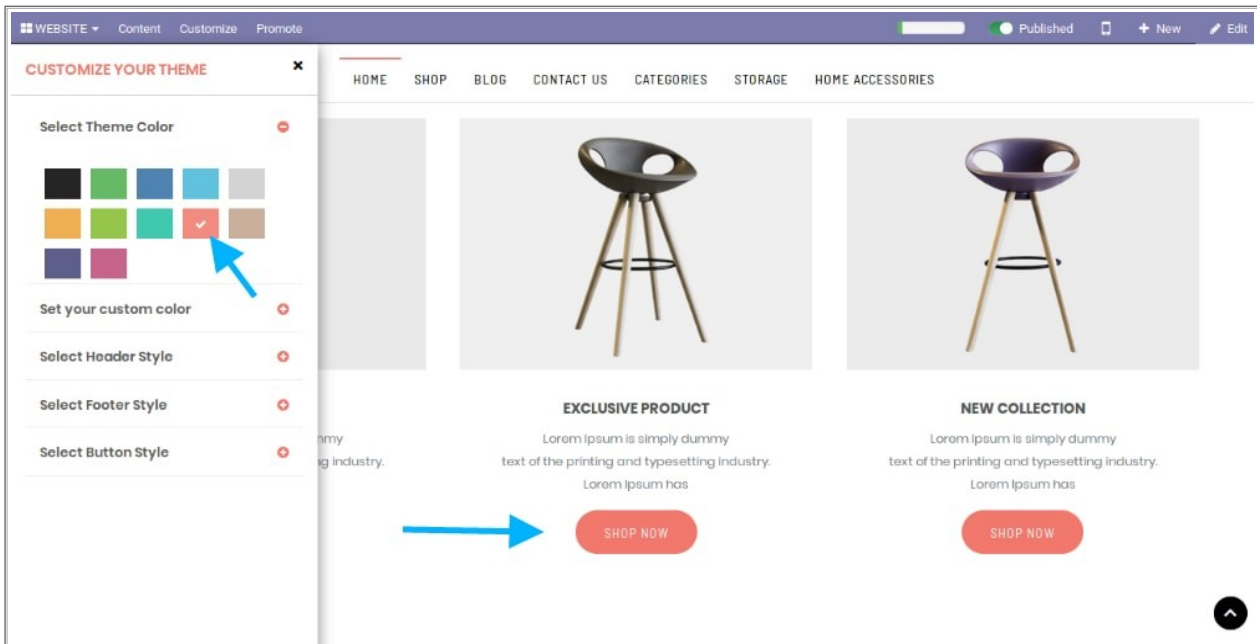 WEBSITE Content Customize Promote
Published New Edit
CUSTOMIZE YOUR THEME ×
HOME SHOP BLOG CONTACT US CATEGORIES STORAGE HOME ACCESSORIES
Select Theme Color
Set your custom color
Select Header Style
Select Footer Style
Select Button Style
mmy
industry.
EXCLUSIVE PRODUCT
Lorem Ipsum is simply dummy
text of the printing and typesetting industry.
Lorem Ipsum has
SHOP NOW
NEW COLLECTION
Lorem Ipsum is simply dummy
text of the printing and typesetting industry.
Lorem Ipsum has
SHOP NOW